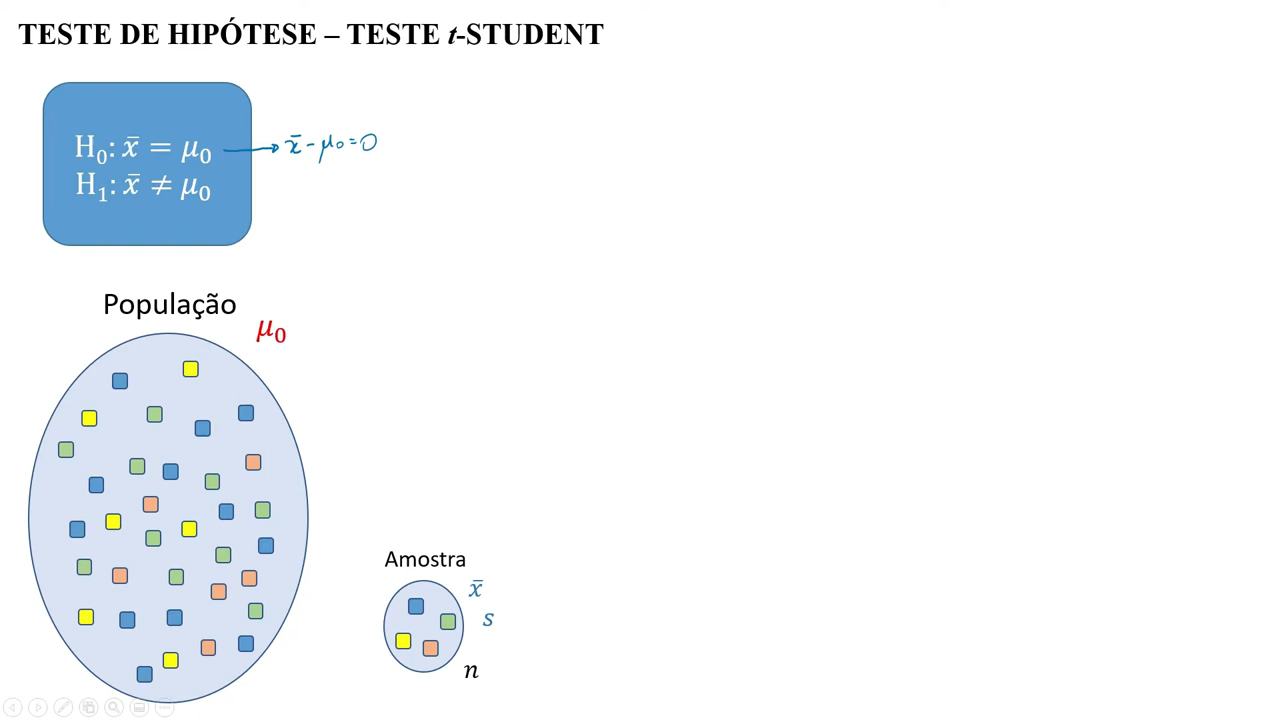 TESTE DE HIPÓTESE – TESTE t-STUDENT
H₀: x̄ = μ₀
x̄ - μ₀ = 0
H₁: x̄ ≠ μ₀
População
μ₀
Amostra
x̄
s
n